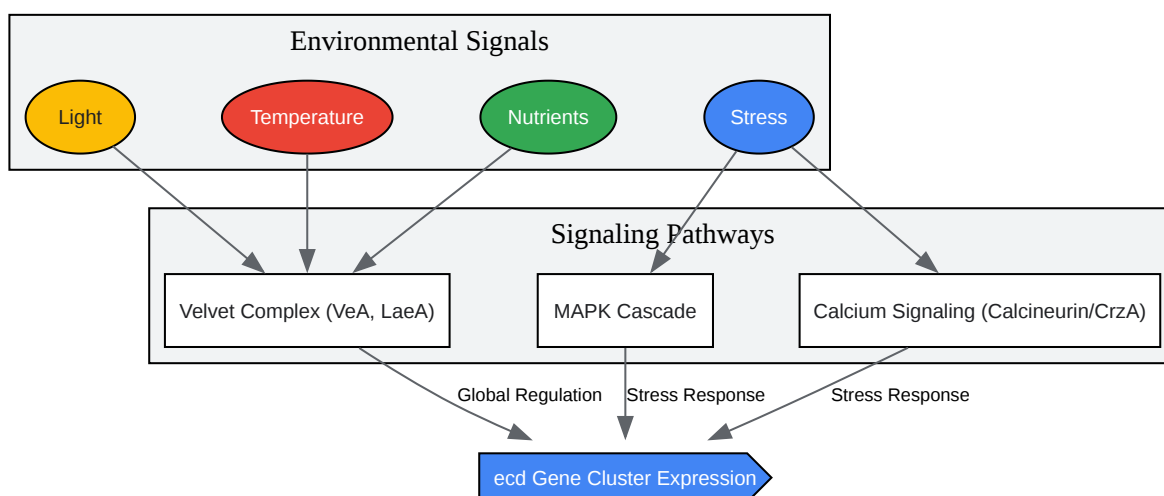 Environmental Signals
Light
Temperature
Nutrients
Stress
Signaling Pathways
Velvet Complex (VeA, LaeA)
MAPK Cascade
Calcium Signaling (Calcineurin/CrzA)
Global Regulation
Stress Response
Stress Response
ecd Gene Cluster Expression